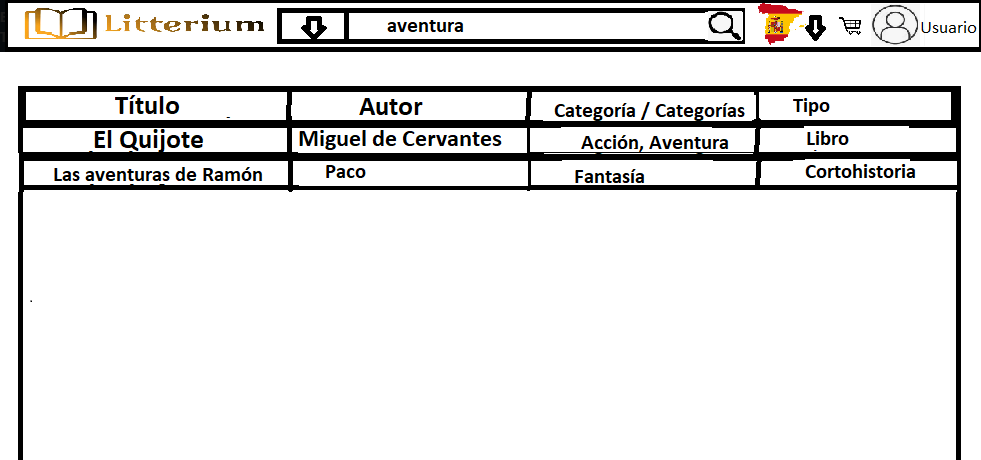 Litterium
aventura
Usuario
Título Autor Categoría / Categorías Tipo
El Quijote Miguel de Cervantes Acción, Aventura Libro
Las aventuras de Ramón Paco Fantasía Cortohistoria